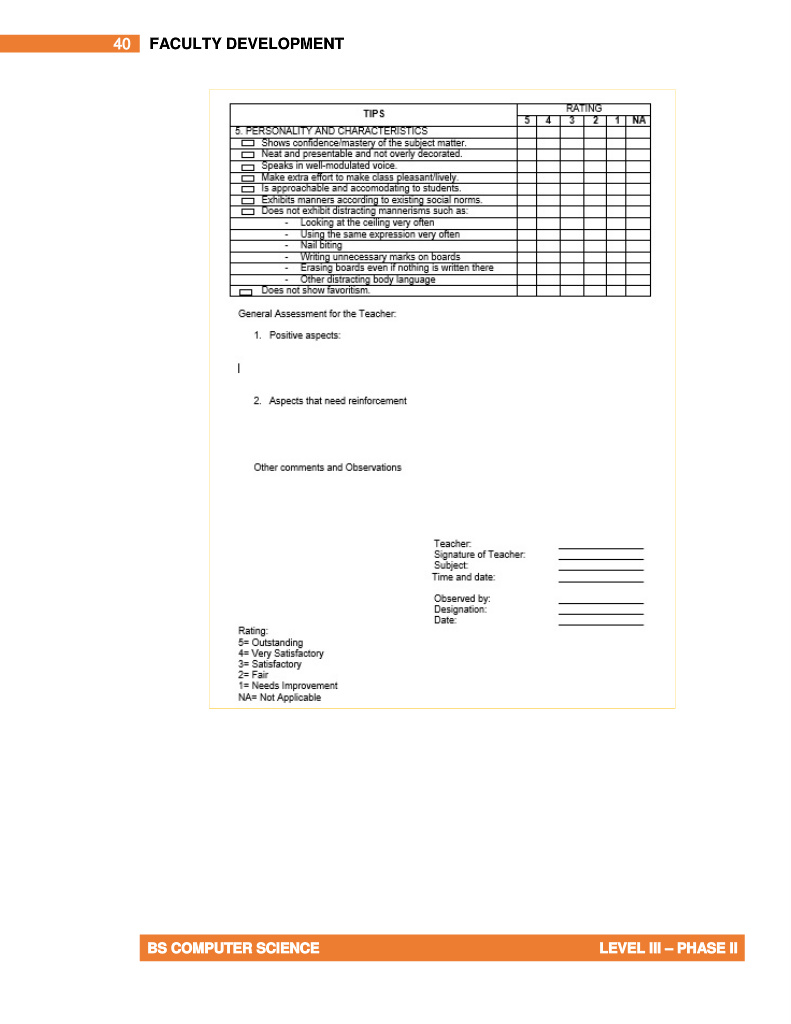 40 FACULTY DEVELOPMENT
TIPS
RATING
5 4 3 2 1 NA
5. PERSONALITY AND CHARACTERISTICS
Shows confidence/mastery of the subject matter.
Neat and presentable and not overly decorated.
Speaks in well-modulated voice.
Make extra effort to make class pleasant/lively.
Is approachable and accomodating to students.
Exhibits manners according to existing social norms.
Does not exhibit distracting mannerisms such as:
- Looking at the ceiling very often
- Using the same expression very often
- Nail biting
- Writing unnecessary marks on boards
- Erasing boards even if nothing is written there
- Other distracting body language
Does not show favoritism.
General Assessment for the Teacher:
1. Positive aspects:
2. Aspects that need reinforcement
Other comments and Observations
Teacher:
Signature of Teacher:
Subject:
Time and date:
Observed by:
Designation:
Date:
Rating:
5= Outstanding
4= Very Satisfactory
3= Satisfactory
2= Fair
1= Needs Improvement
NA= Not Applicable
BS COMPUTER SCIENCE LEVEL III – PHASE II